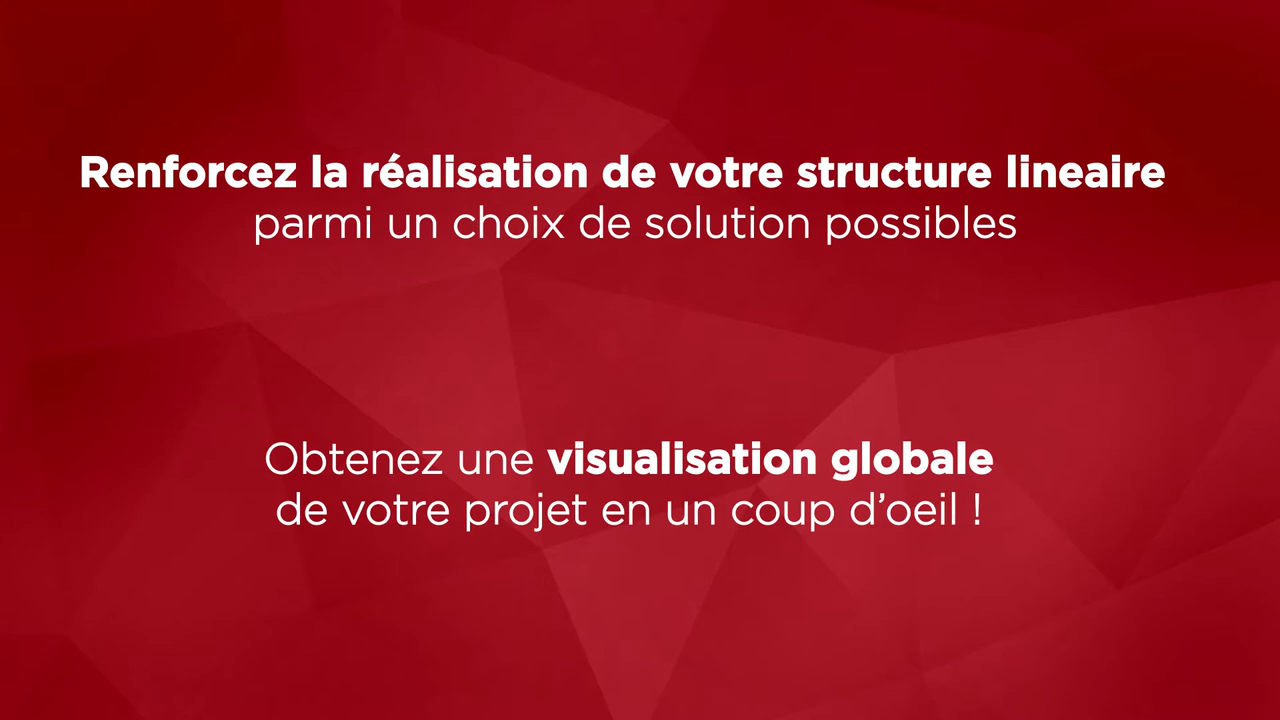 Renforcez la réalisation de votre structure lineaire
parmi un choix de solution possibles
Obtenez une visualisation globale
de votre projet en un coup d’oeil !